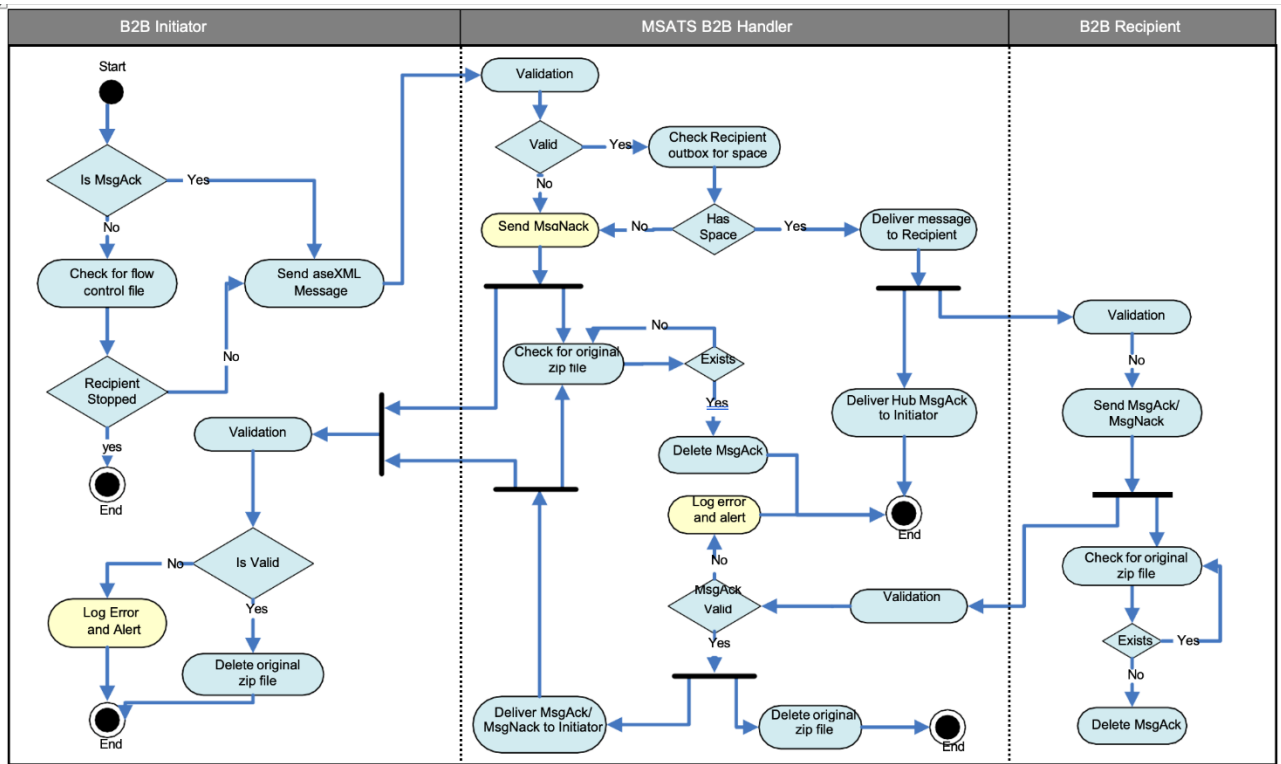 B2B Initiator
MSATS B2B Handler
B2B Recipient
Start
Is MsgAck
Yes
No
Check for flow
control file
Send aseXML
Message
No
Recipient
Stopped
yes
End
Validation
Is Valid
No
Yes
Log Error
and Alert
Delete original
zip file
End
Validation
Valid
Yes
No
Check Recipient
outbox for space
Send MsgNack
No
Has
Space
Yes
Deliver message
to Recipient
No
Check for original
zip file
Exists
Yes
Delete MsgAck
Deliver Hub MsgAck
to Initiator
Log error
and alert
End
No
MsgAck
Valid
Validation
Yes
Deliver MsgAck/
MsgNack to Initiator
Delete original
zip file
End
Validation
No
Send MsgAck/
MsgNack
Check for original
zip file
Exists
Yes
No
Delete MsgAck